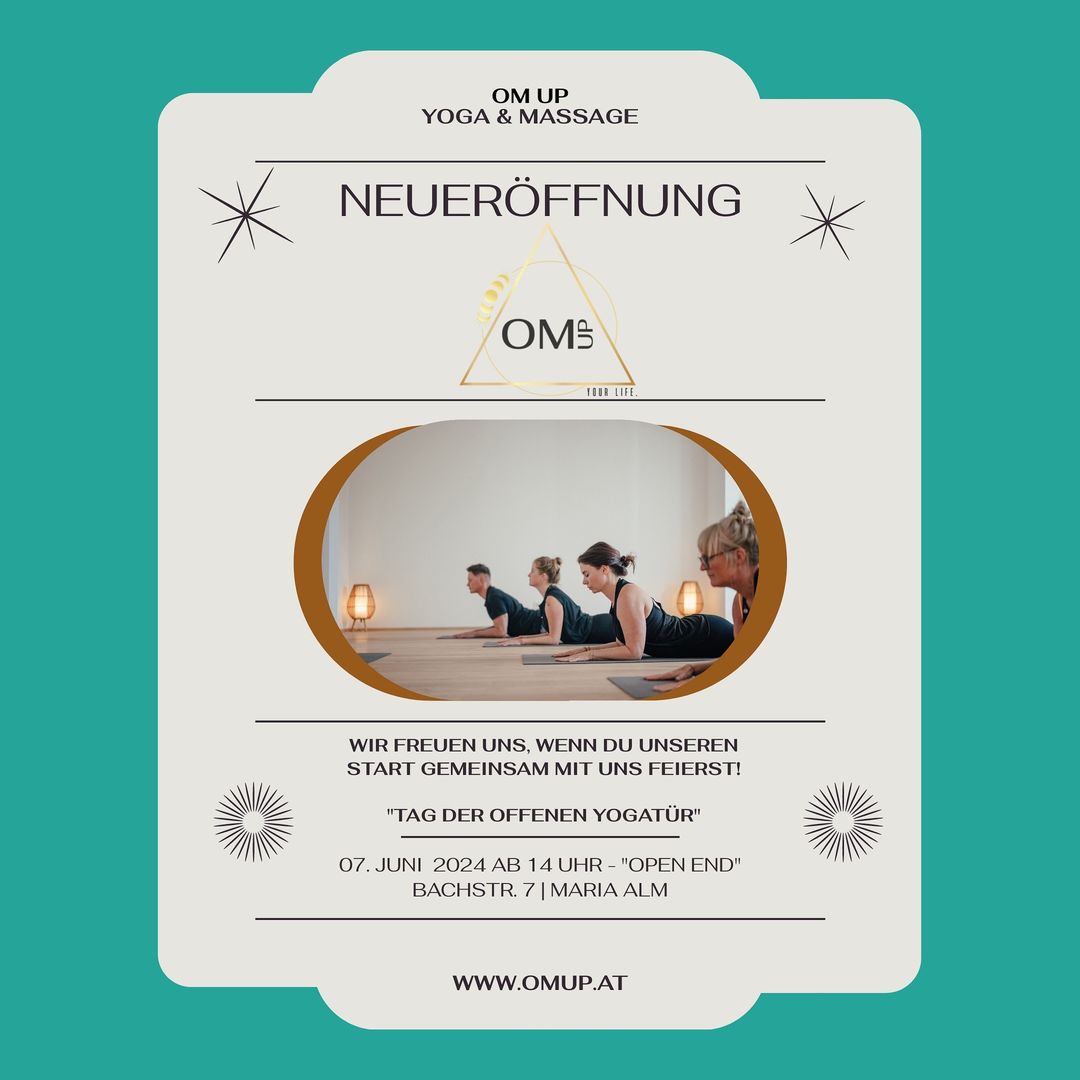 OM UP
YOGA & MASSAGE
NEUERÖFFNUNG
OM UP
YOUR LIFE.
WIR FREUEN UNS, WENN DU UNSEREN
START GEMEINSAM MIT UNS FEIERST!
"TAG DER OFFENEN YOGATÜR"
07. JUNI 2024 AB 14 UHR - "OPEN END"
BACHSTR. 7 | MARIA ALM
WWW.OMUP.AT